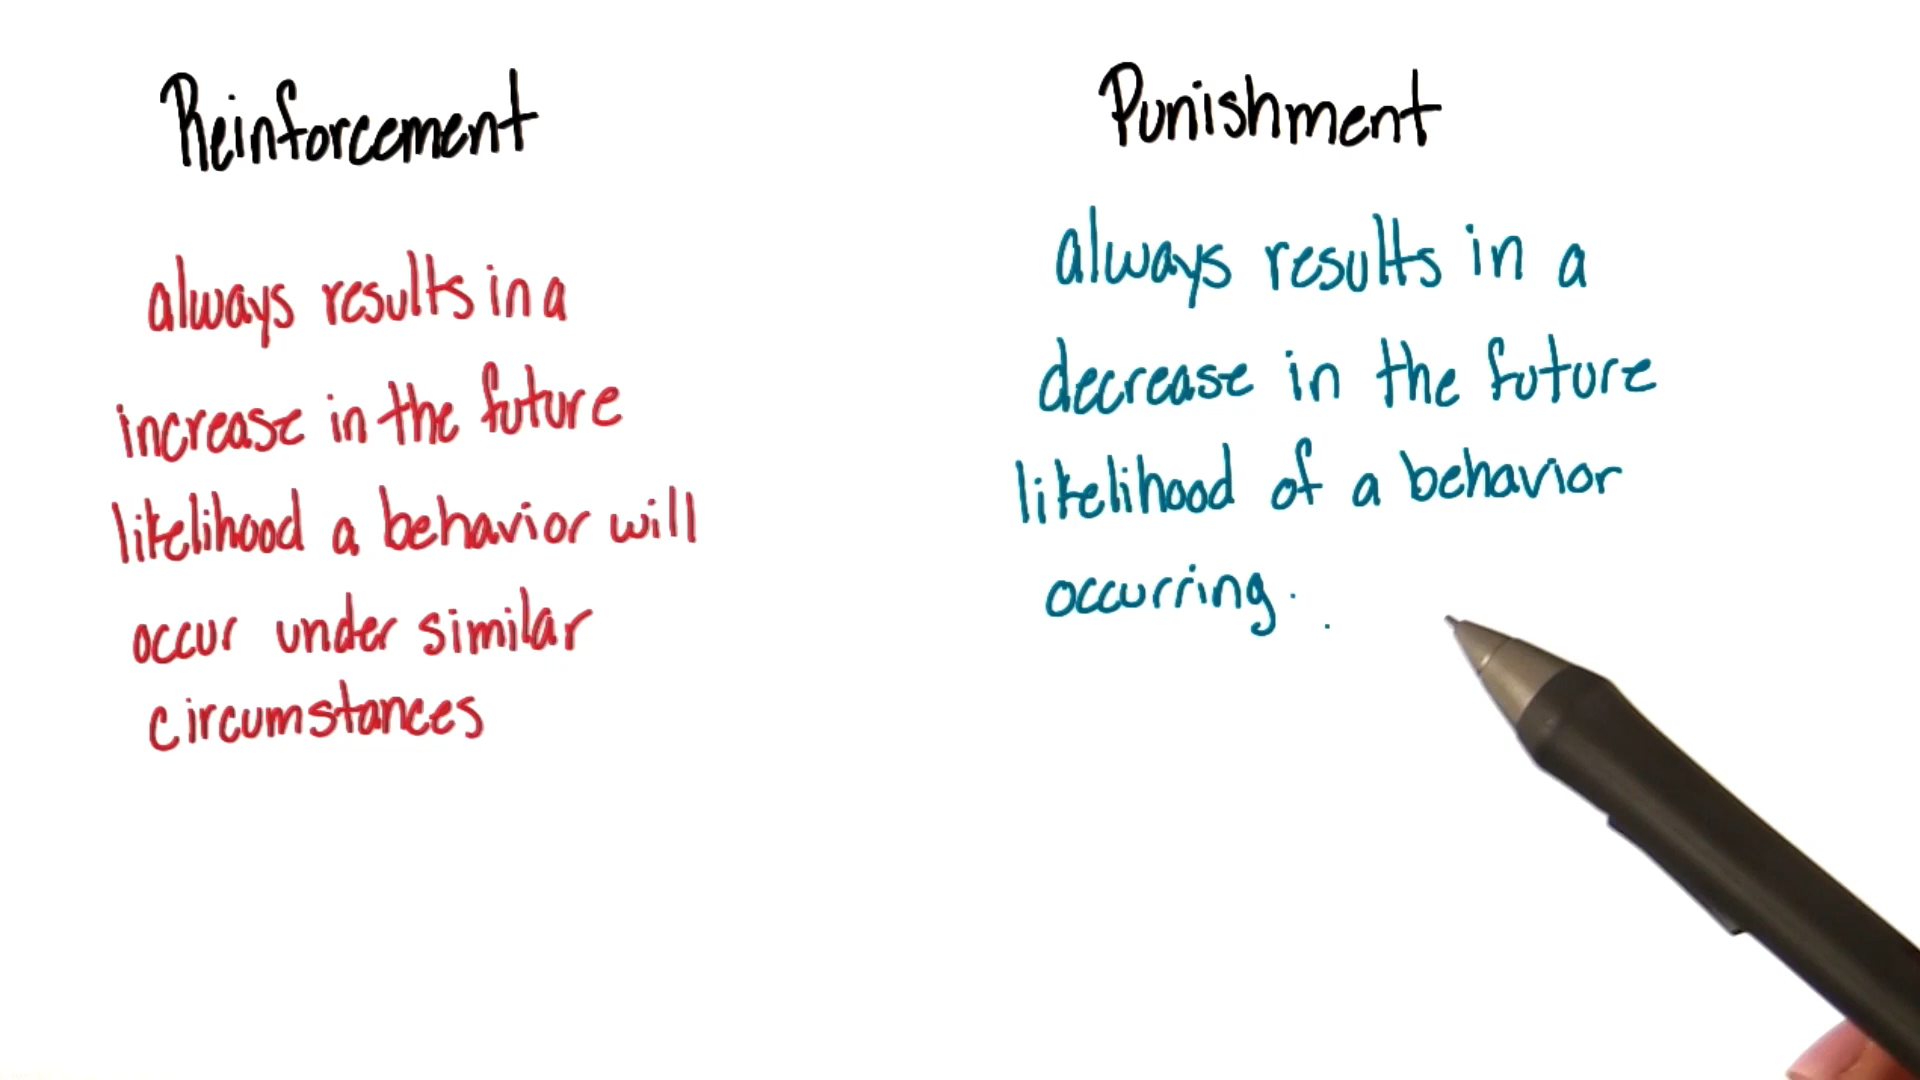 Reinforcement
always results in a
increase in the future
likelihood a behavior will
occur under similar
circumstances
Punishment
always results in a
decrease in the future
likelihood of a behavior
occurring.